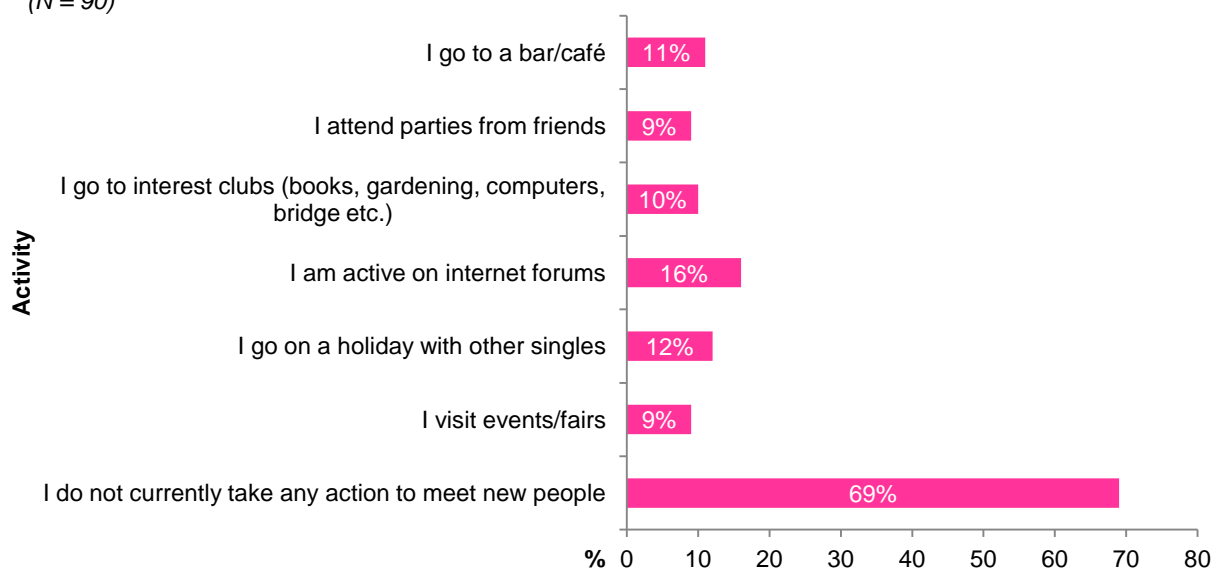 (N = 90)
I go to a bar/café
11%
I attend parties from friends
9%
I go to interest clubs (books, gardening, computers,
bridge etc.)
10%
I am active on internet forums
16%
I go on a holiday with other singles
12%
I visit events/fairs
9%
I do not currently take any action to meet new people
69%
Activity
% 0 10 20 30 40 50 60 70 80